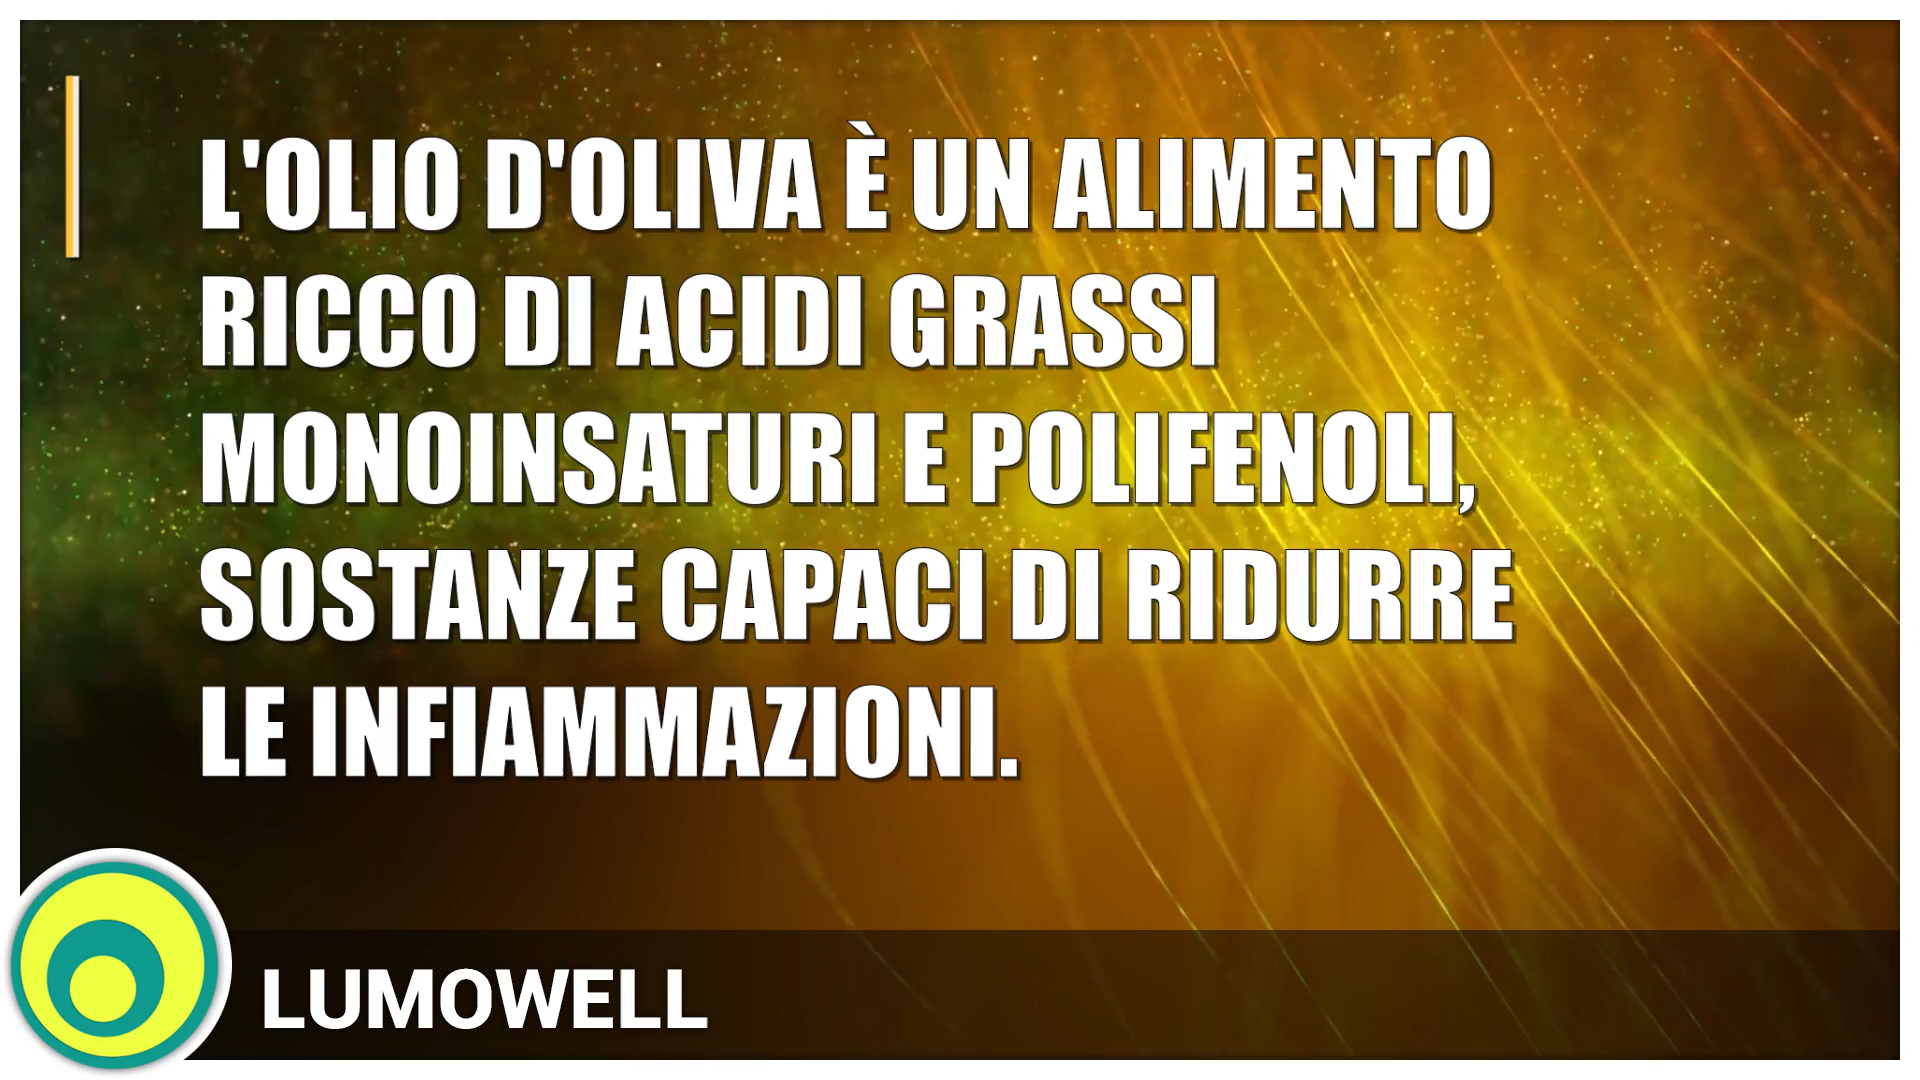 L'OLIO D'OLIVA È UN ALIMENTO
RICCO DI ACIDI GRASSI
MONOINSATURI E POLIFENOLI,
SOSTANZE CAPACI DI RIDURRE
LE INFIAMMAZIONI.
LUMOWELL